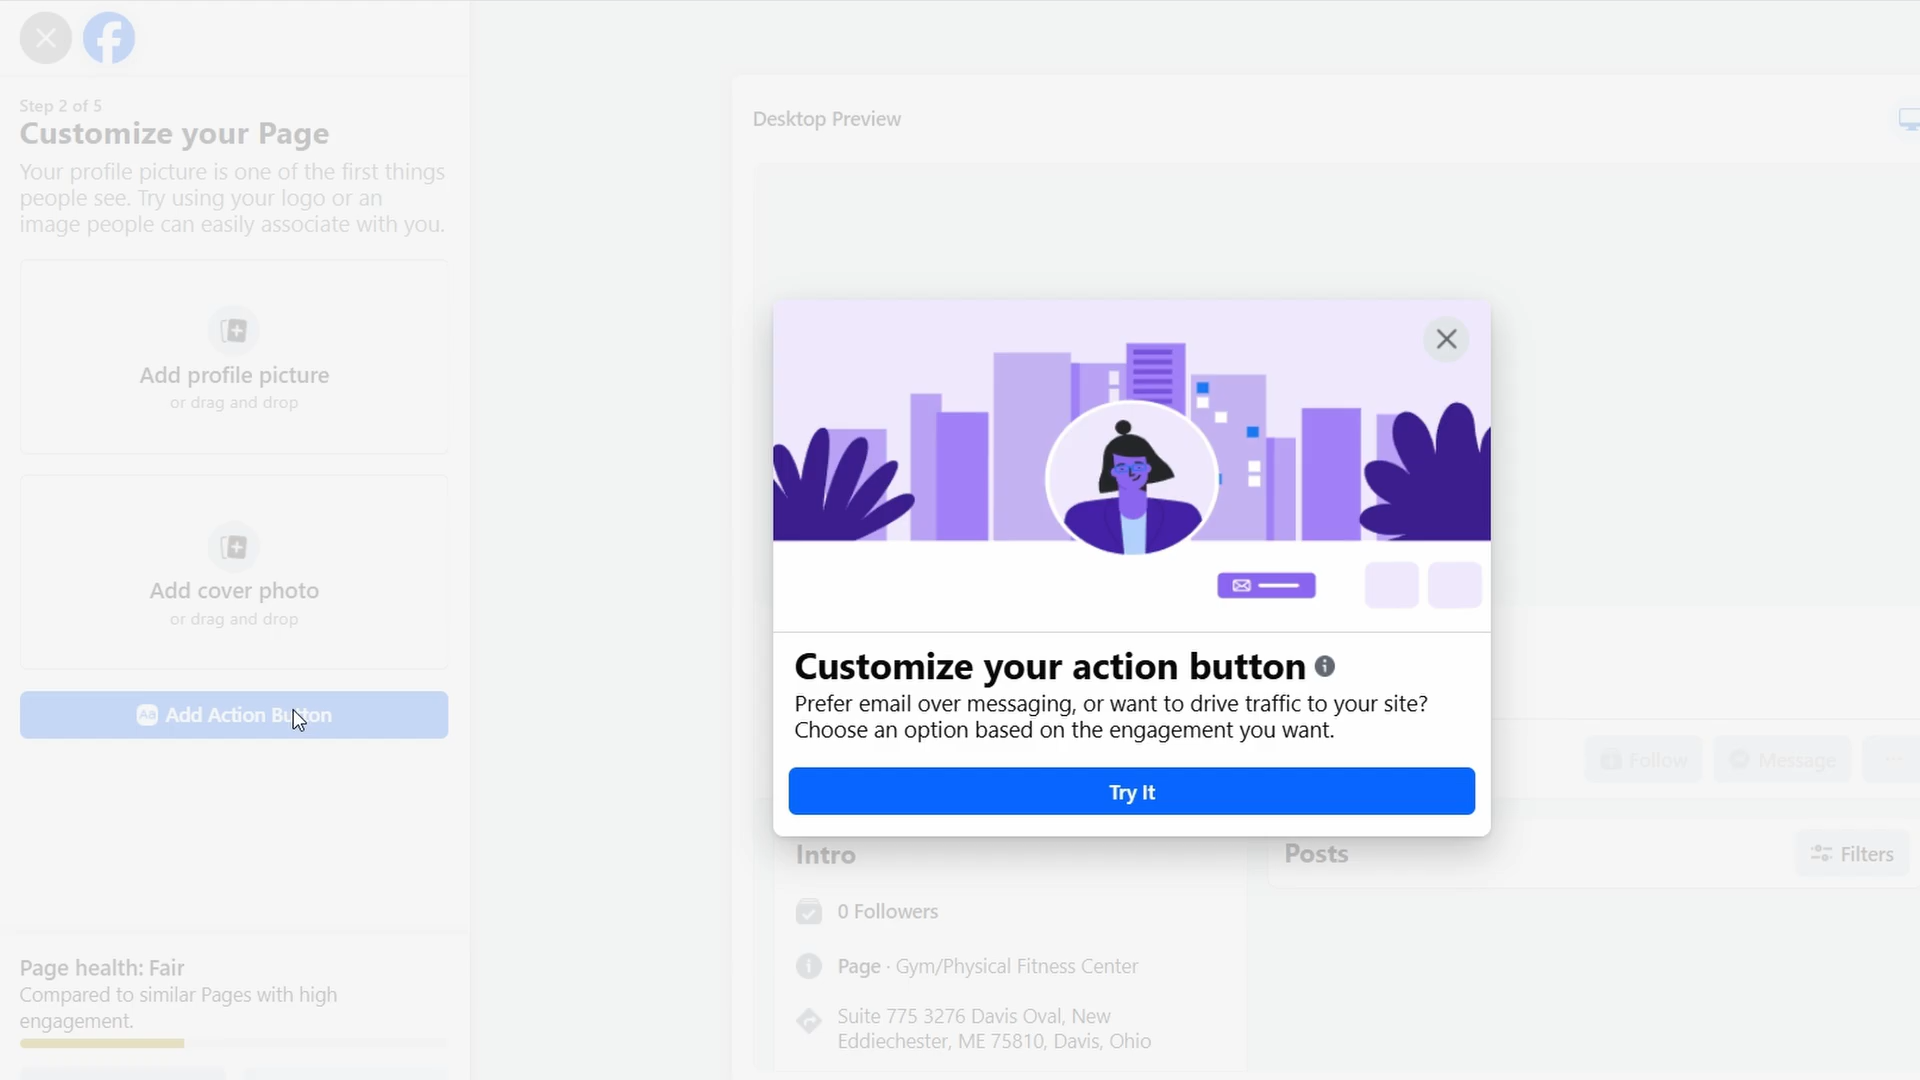 Step 2 of 5
Customize your Page
Your profile picture is one of the first things
people see. Try using your logo or an
image people can easily associate with you.
Add profile picture
or drag and drop
Add cover photo
or drag and drop
Add Action Button
Page health: Fair
Compared to similar Pages with high
engagement.
Desktop Preview
Customize your action button
Prefer email over messaging, or want to drive traffic to your site?
Choose an option based on the engagement you want.
Try It
Follow
Message
Intro
0 Followers
Page · Gym/Physical Fitness Center
Suite 775 3276 Davis Oval, New
Eddiechester, ME 75810, Davis, Ohio
Posts
Filters